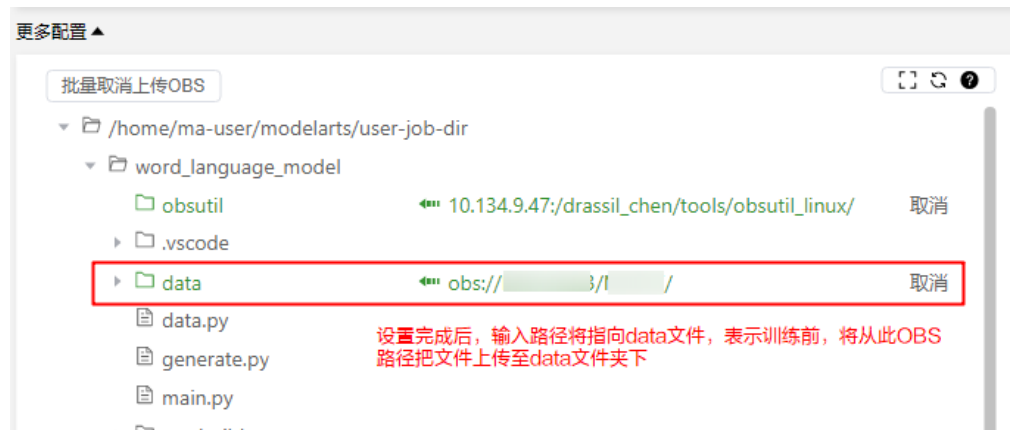 更多配置▲
批量取消上传OBS
/home/ma-user/modelarts/user-job-dir
word_language_model
obsutil 10.134.9.47:/drassil_chen/tools/obsutil_linux/ 取消
.vscode
data obs:// 3/ / 取消
data.py
设置完成后，输入路径将指向data文件，表示训练前，将从此OBS
路径把文件上传至data文件夹下
generate.py
main.py